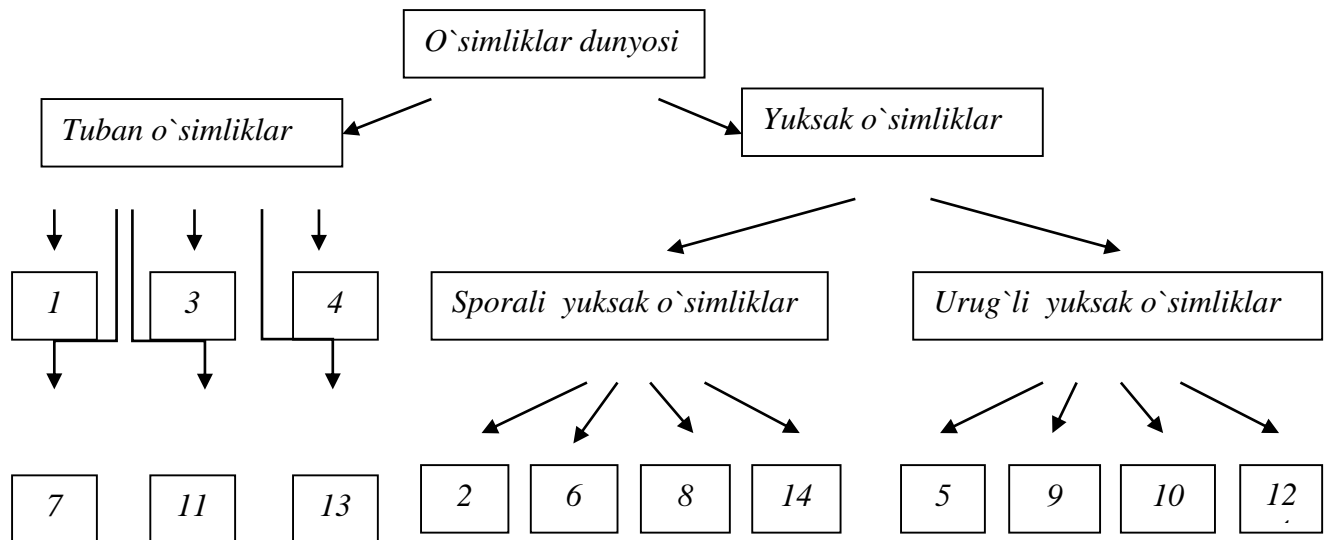 O`simliklar dunyosi
Tuban o`simliklar
Yuksak o`simliklar
1
3
4
Sporali yuksak o`simliklar
Urug`li yuksak o`simliklar
7
11
13
2
6
8
14
5
9
10
12